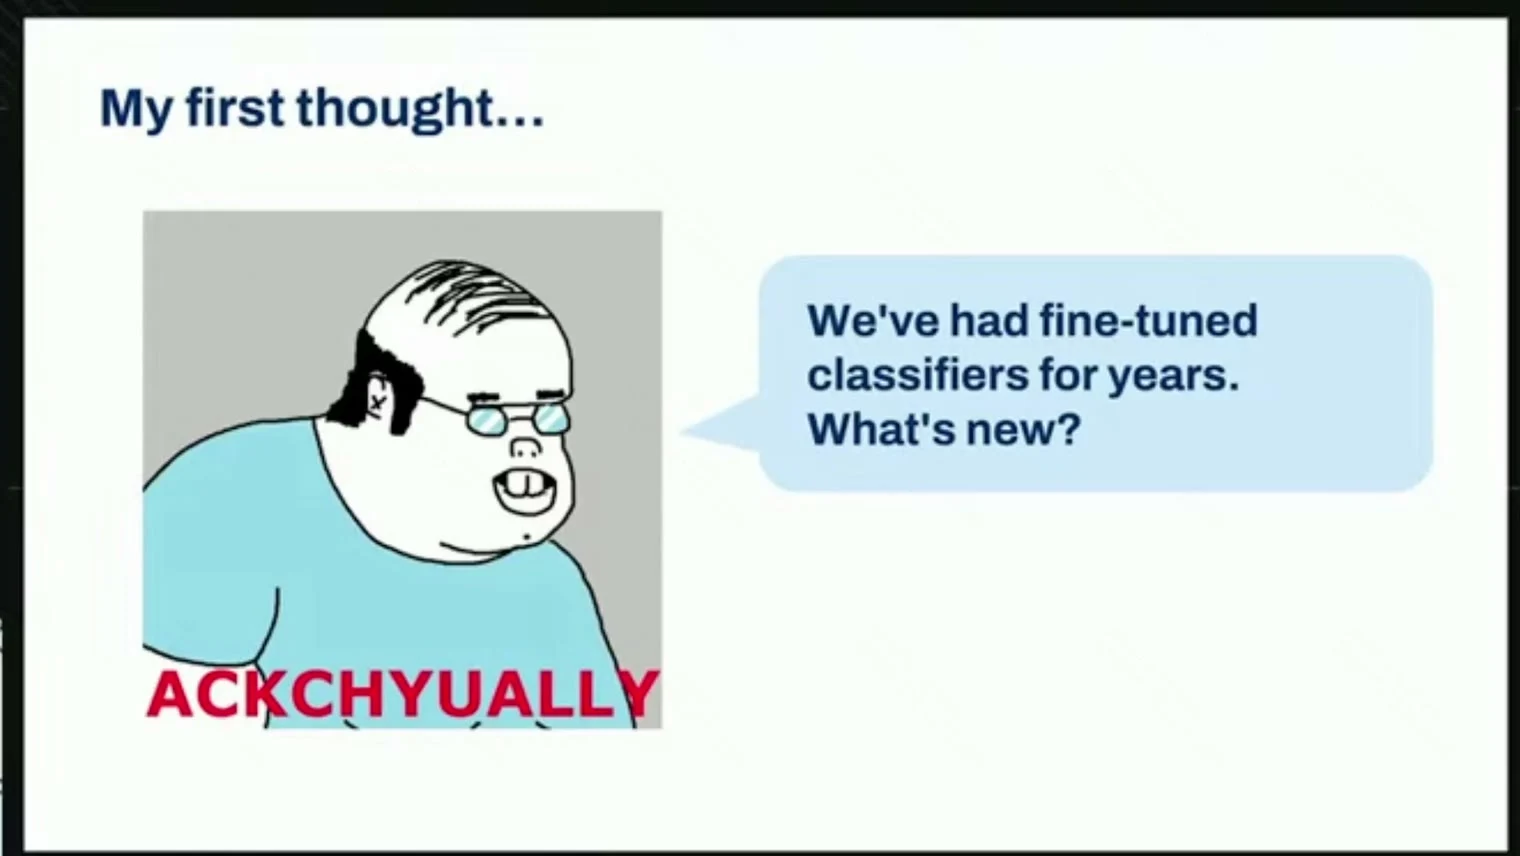 My first thought...
We've had fine-tuned
classifiers for years.
What's new?
ACKCHYUALLY